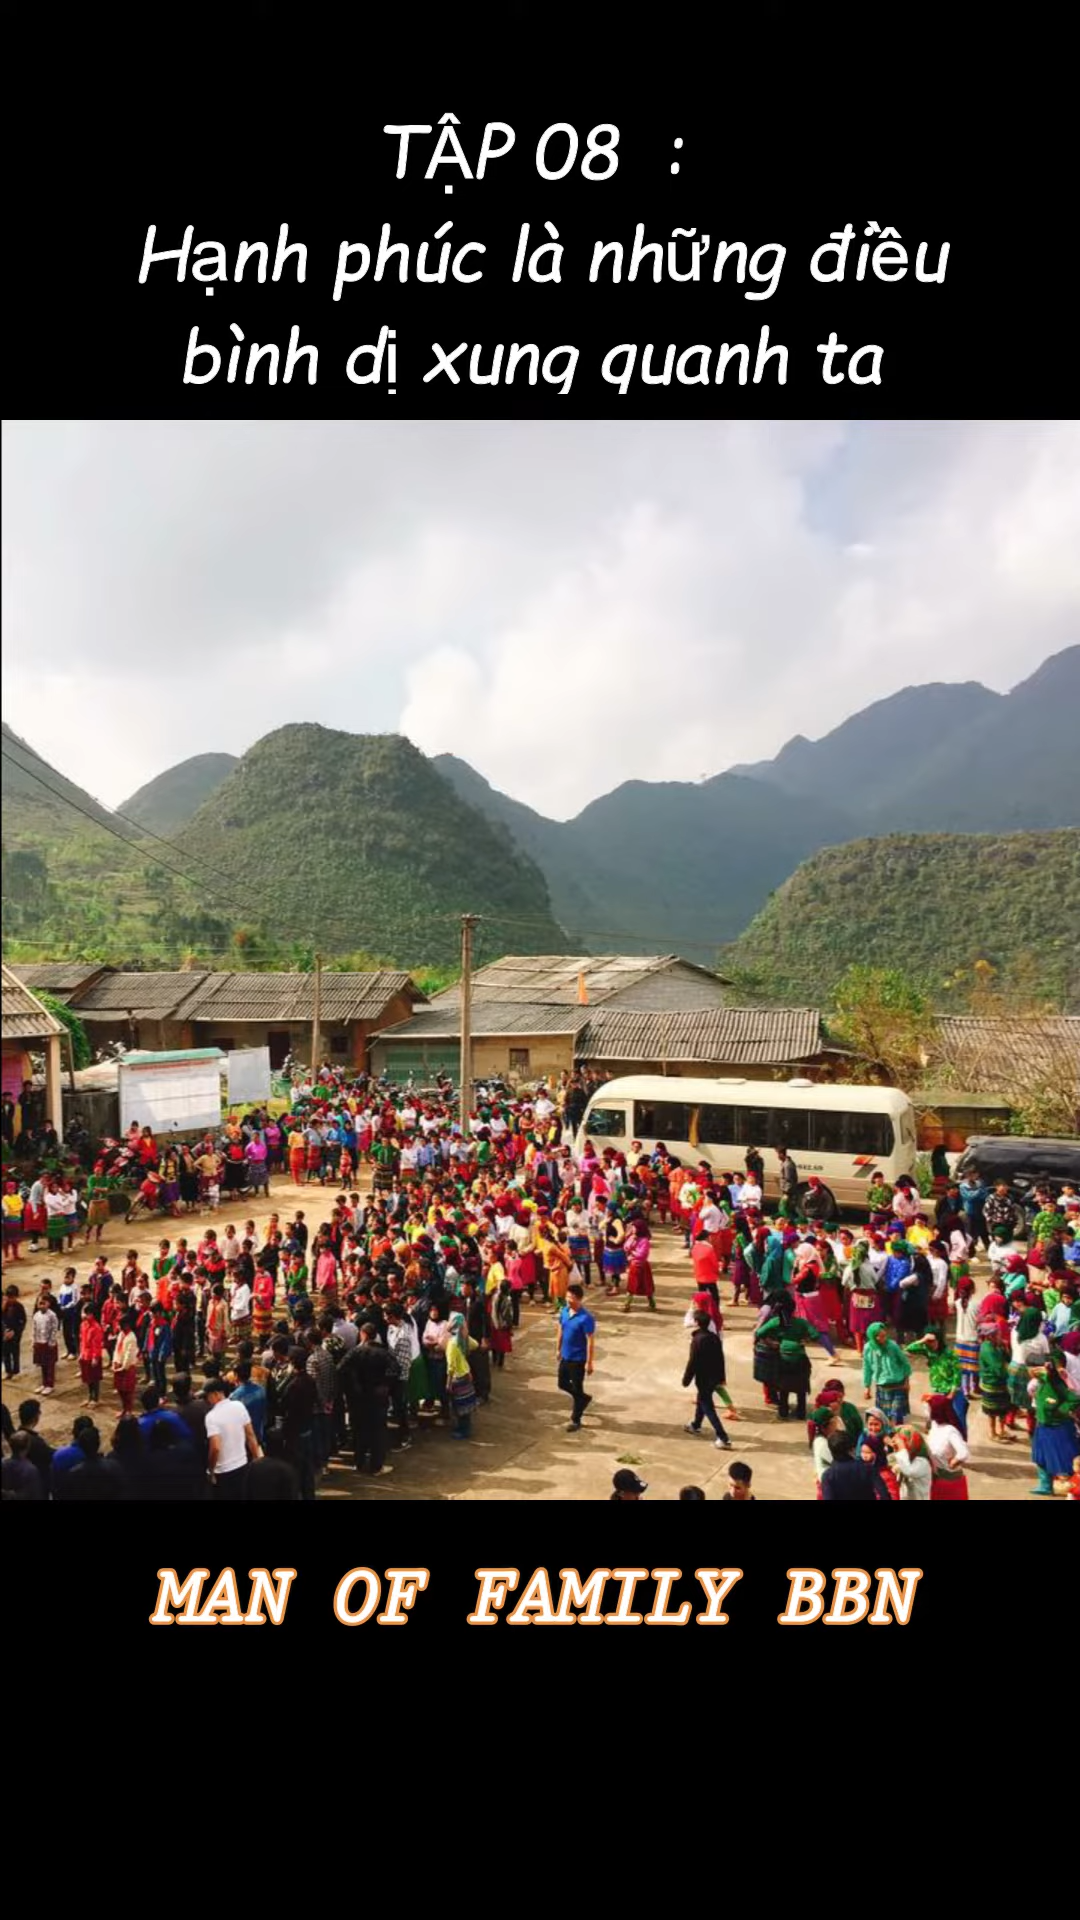 TẬP 08 :
Hạnh phúc là những điều
bình dị xung quanh ta
MAN OF FAMILY BBN